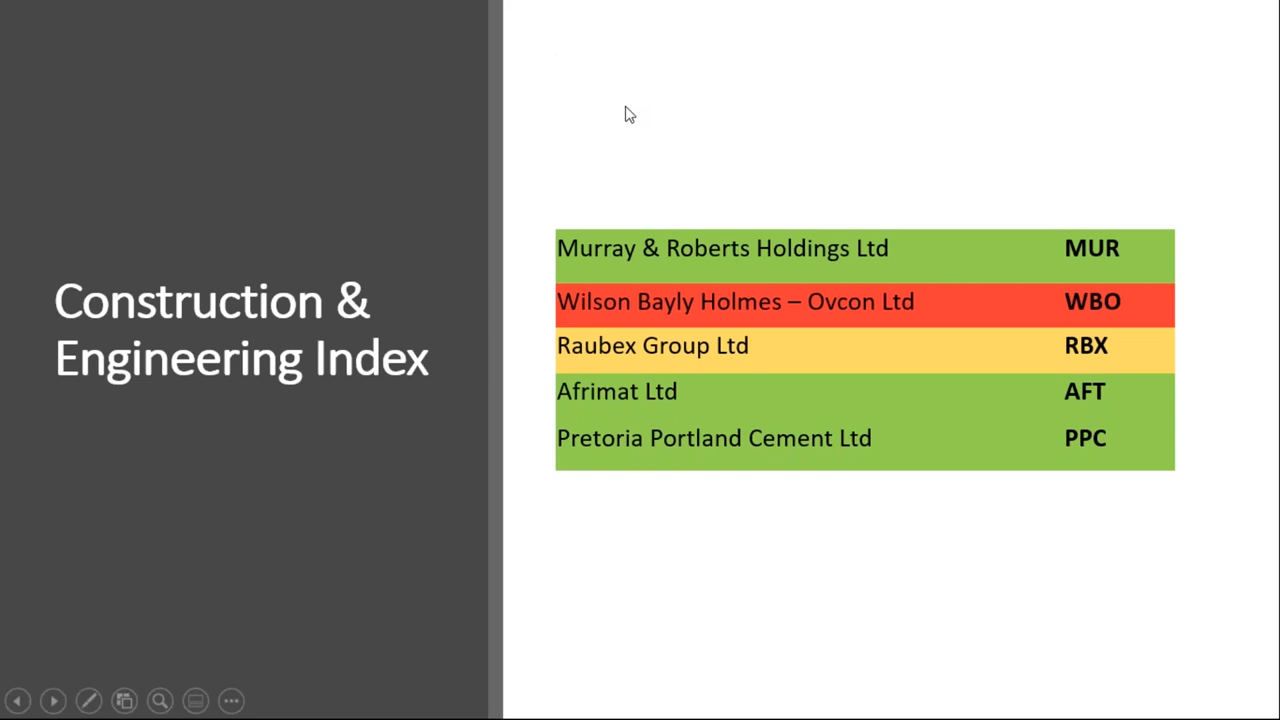 Construction &
Engineering Index
Murray & Roberts Holdings Ltd MUR
Wilson Bayly Holmes – Ovcon Ltd WBO
Raubex Group Ltd RBX
Afrimat Ltd AFT
Pretoria Portland Cement Ltd PPC